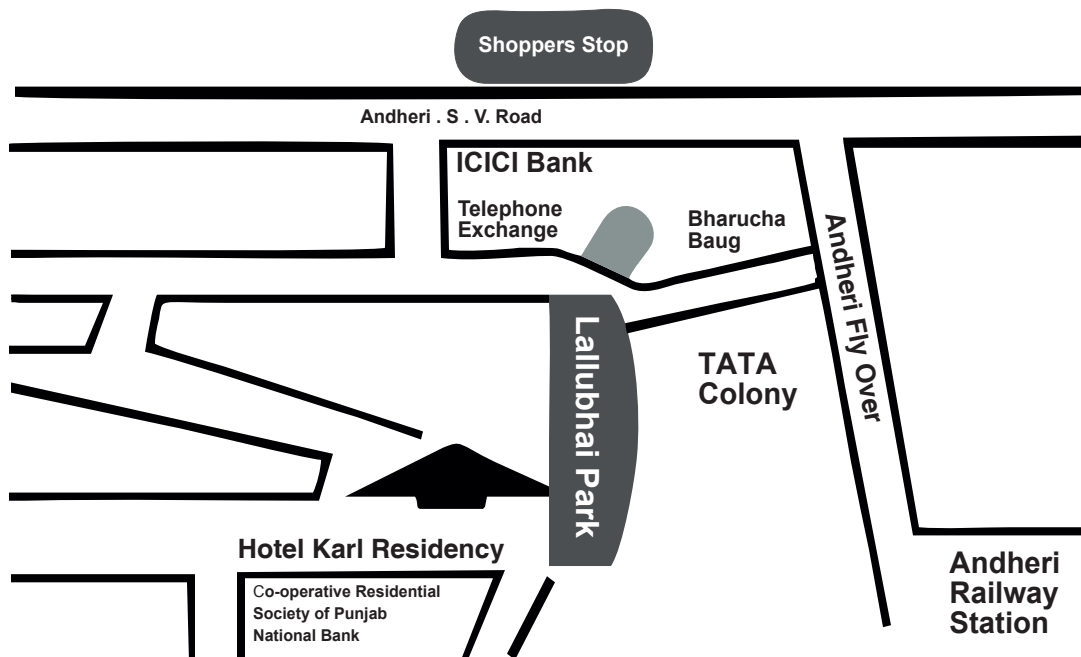 Shoppers Stop
Andheri . S . V. Road
ICICI Bank
Telephone
Exchange
Bharucha
Baug
Andheri Fly Over
Lallubhai Park
TATA
Colony
Hotel Karl Residency
Co-operative Residential
Society of Punjab
National Bank
Andheri
Railway
Station